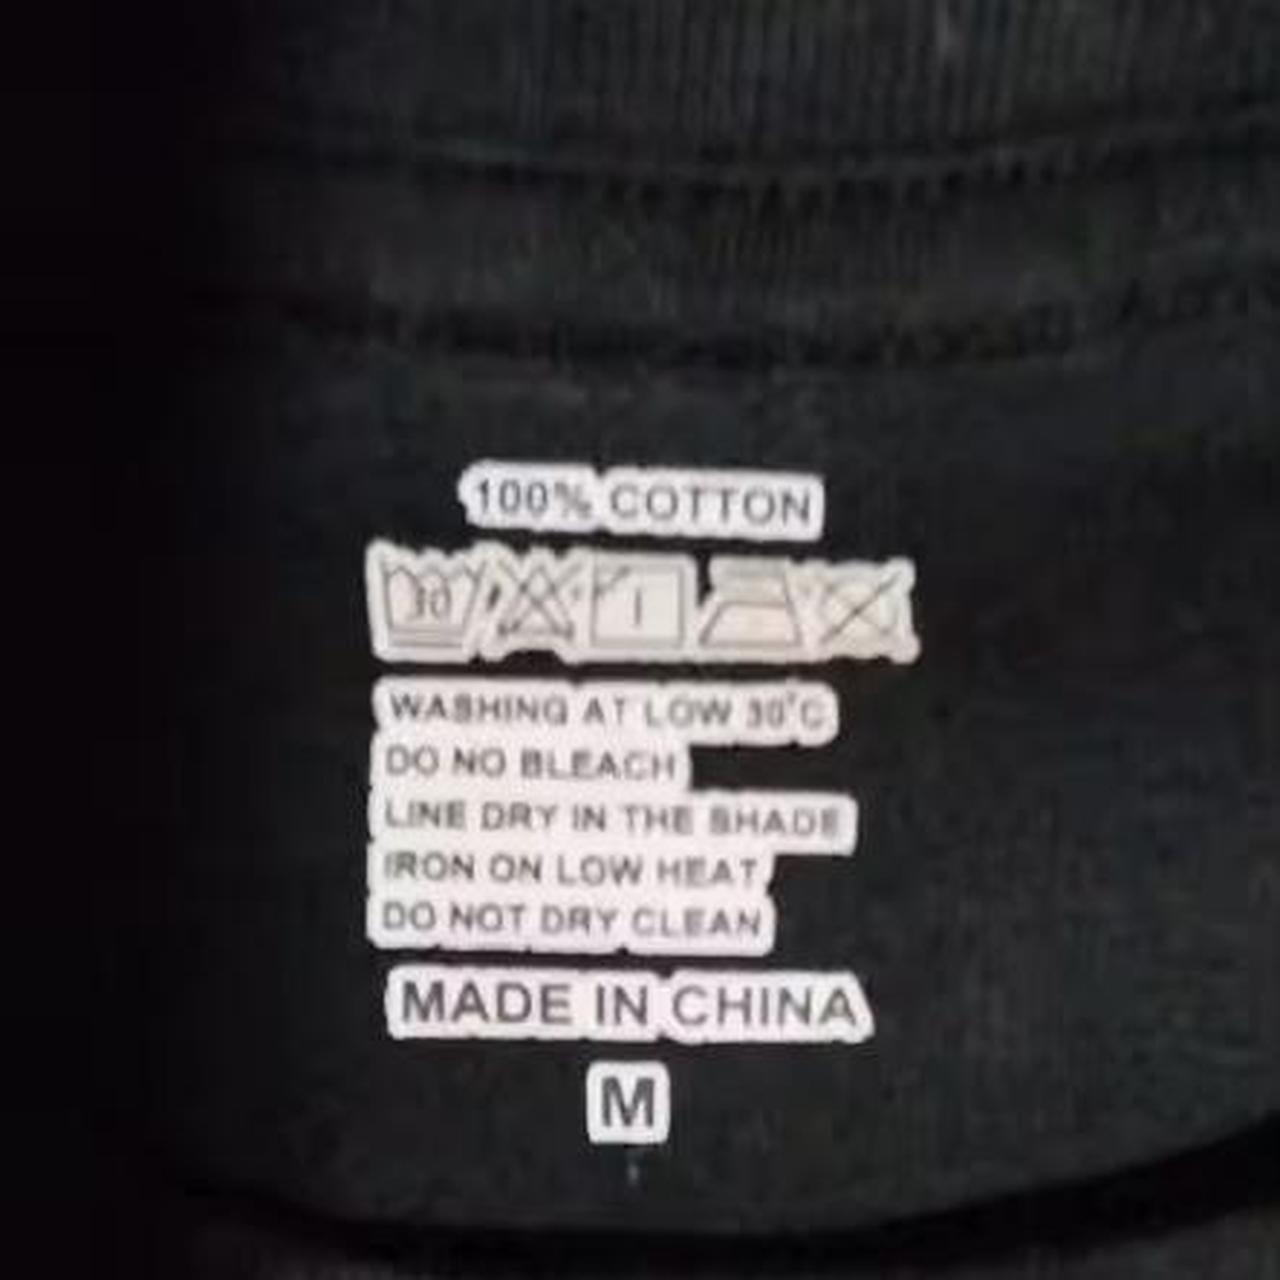 100% COTTON
30
WASHING AT LOW 30°C
DO NO BLEACH
LINE DRY IN THE SHADE
IRON ON LOW HEAT
DO NOT DRY CLEAN
MADE IN CHINA
M